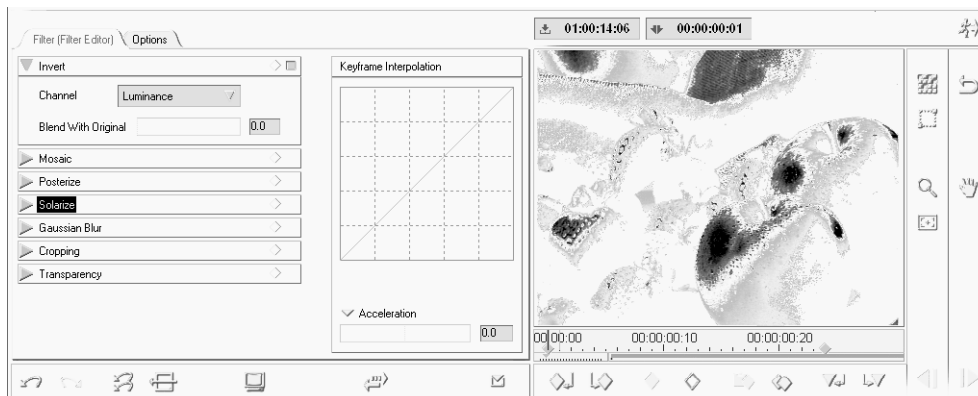 Filter (Filter Editor) Options
01:00:14:06 00:00:00:01
Invert
Channel Luminance
Blend With Original 0.0
Mosaic
Posterize
Solarize
Gaussian Blur
Cropping
Transparency
Keyframe Interpolation
Acceleration
0.0
00:00:00 00:00:00:10 00:00:00:20